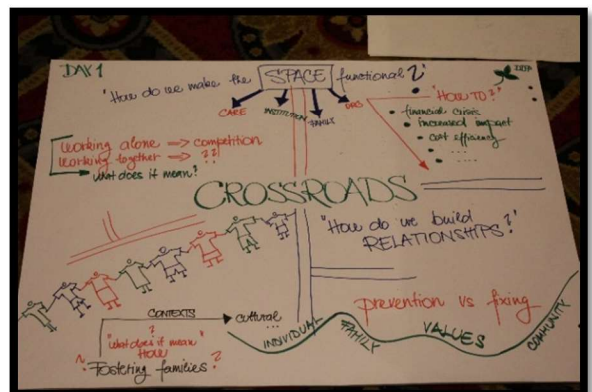 DAY 1
"How do we make the SPACE functional?"
CARE
INSTITUTION
FAMILY
ORG
"HOW TO?"
financial crisis
increased impact
cost efficiency
....
....
Working alone => competition
Working together => ??!
what does it mean?
CROSSROADS
"How do we build
RELATIONSHIPS?"
prevention vs fixing
CONTEXTS
cultural
...
?
"what does it mean"
HOW
? Fostering families ?
INDIVIDUAL
FAMILY
VALUES
COMMUNITY